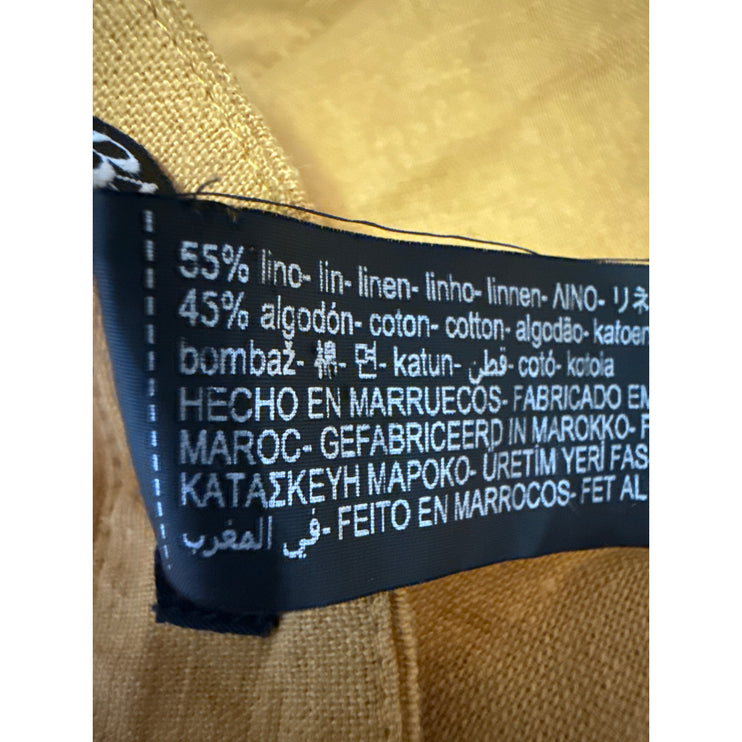 55% lino- lin- linen- linho- linnen- ΛΙΝΟ- リネ
45% algodón- coton- cotton- algodão- katoen
bombaž- 棉- 면- katun- قطن- cotó- kotoia
HECHO EN MARRUECOS- FABRICADO EM
MAROC- GEFABRICEERD IN MAROKKO- F
ΚΑΤΑΣΚΕΥΗ ΜΑΡΟΚΟ- ÜRETİM YERİ FAS-
في المغرب- FEITO EN MARROCOS- FET AL